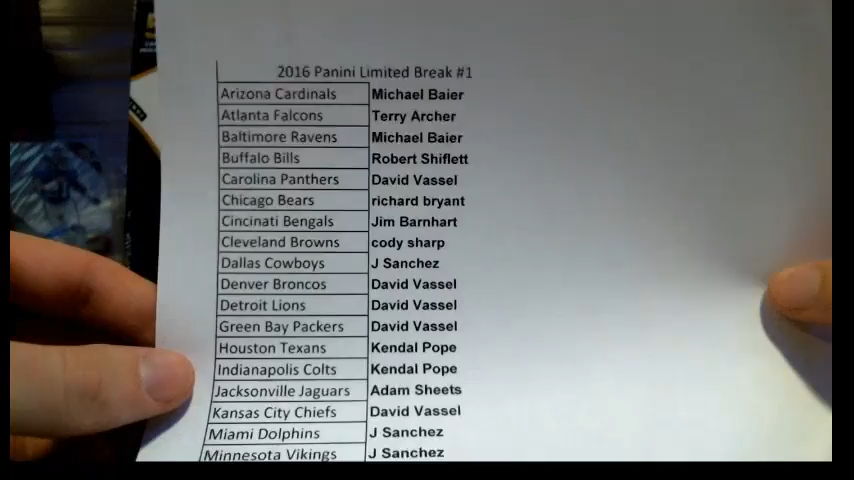 2016 Panini Limited Break #1
Arizona Cardinals Michael Baier
Atlanta Falcons Terry Archer
Baltimore Ravens Michael Baier
Buffalo Bills Robert Shiflett
Carolina Panthers David Vassel
Chicago Bears richard bryant
Cincinati Bengals Jim Barnhart
Cleveland Browns cody sharp
Dallas Cowboys J Sanchez
Denver Broncos David Vassel
Detroit Lions David Vassel
Green Bay Packers David Vassel
Houston Texans Kendal Pope
Indianapolis Colts Kendal Pope
Jacksonville Jaguars Adam Sheets
Kansas City Chiefs David Vassel
Miami Dolphins J Sanchez
Minnesota Vikings J Sanchez